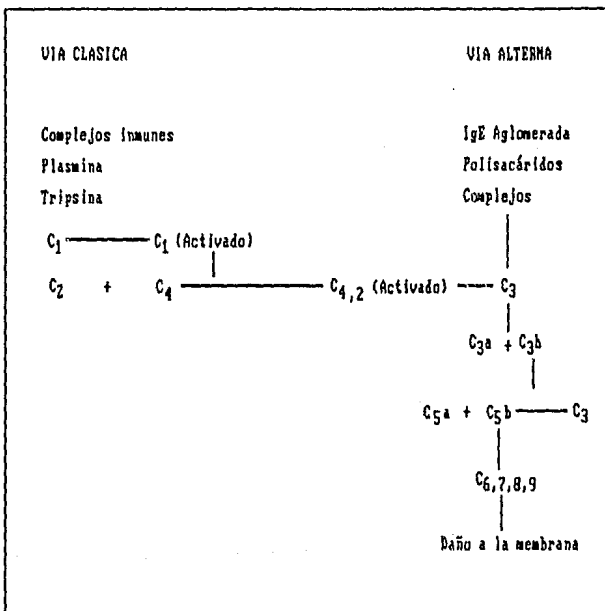 VIA CLASICA VIA ALTERNA
Complejos inmunes IgE Aglomerada
Plasmina Polisacáridos
Tripsina Complejos
C1 C1 (Activado)
C2 + C4 C4,2 (Activado) C3
C3a + C3b
C5a + C5b C3
C6,7,8,9
Daño a la membrana